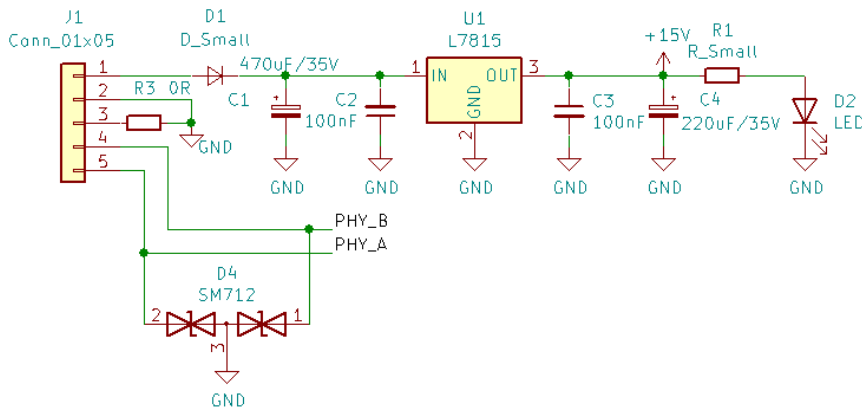 J1
Conn_01x05
1
2
3
4
5
R3 0R
GND
D1
D_Small
470uF/35V
C1
+
C2
100nF
GND
GND
U1
L7815
1
IN
OUT
3
GND
2
GND
C3
100nF
GND
+15V
+
C4
220uF/35V
GND
R1
R_Small
D2
LED
GND
PHY_B
PHY_A
D4
SM712
2
1
3
GND